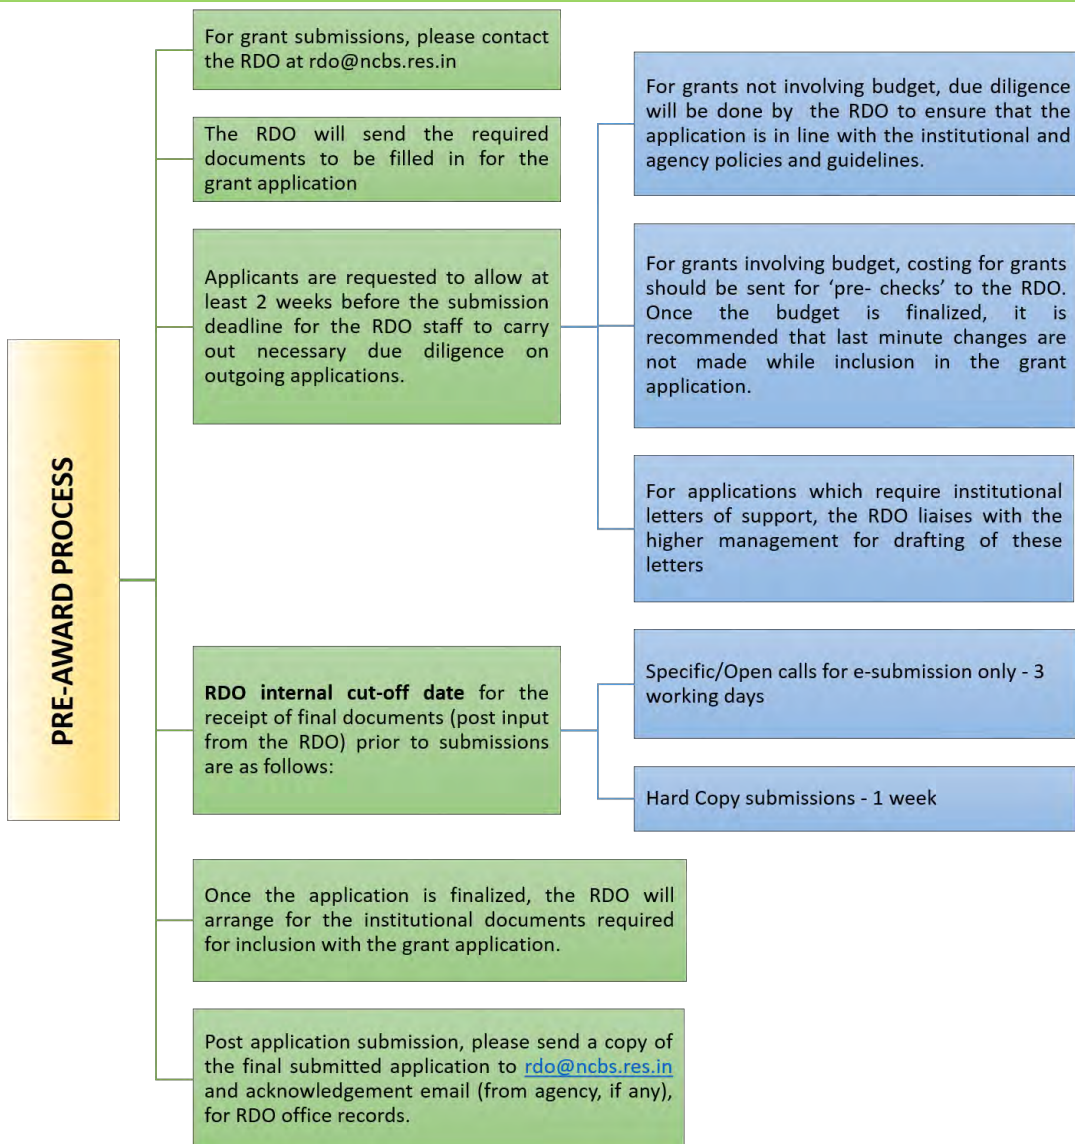 PRE-AWARD PROCESS
For grant submissions, please contact
the RDO at rdo@ncbs.res.in
The RDO will send the required
documents to be filled in for the
grant application
Applicants are requested to allow at
least 2 weeks before the submission
deadline for the RDO staff to carry
out necessary due diligence on
outgoing applications.
For grants not involving budget, due diligence
will be done by the RDO to ensure that the
application is in line with the institutional and
agency policies and guidelines.
For grants involving budget, costing for grants
should be sent for ‘pre- checks’ to the RDO.
Once the budget is finalized, it is
recommended that last minute changes are
not made while inclusion in the grant
application.
For applications which require institutional
letters of support, the RDO liaises with the
higher management for drafting of these
letters
RDO internal cut-off date for the
receipt of final documents (post input
from the RDO) prior to submissions
are as follows:
Specific/Open calls for e-submission only - 3
working days
Hard Copy submissions - 1 week
Once the application is finalized, the RDO will
arrange for the institutional documents required
for inclusion with the grant application.
Post application submission, please send a copy of
the final submitted application to rdo@ncbs.res.in
and acknowledgement email (from agency, if any),
for RDO office records.